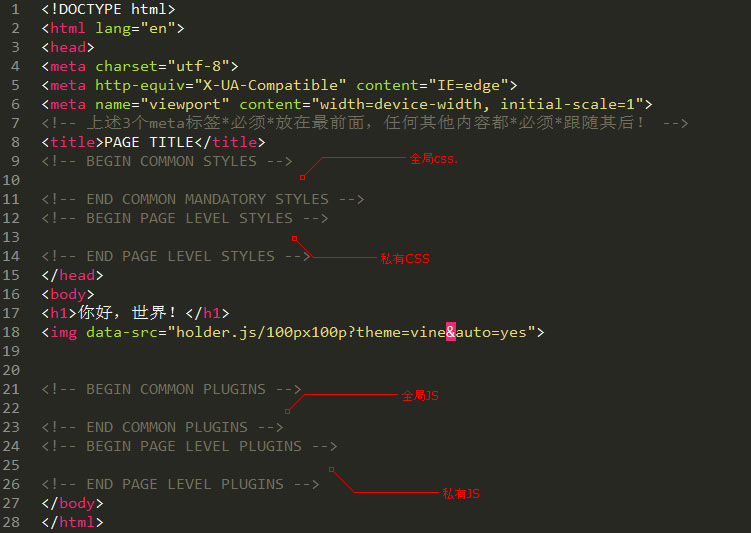 1 <!DOCTYPE html>
2 <html lang="en">
3 <head>
4 <meta charset="utf-8">
5 <meta http-equiv="X-UA-Compatible" content="IE=edge">
6 <meta name="viewport" content="width=device-width, initial-scale=1">
7 <!-- 上述3个meta标签*必须*放在最前面，任何其他内容都*必须*跟随其后！ -->
8 <title>PAGE TITLE</title>
9 <!-- BEGIN COMMON STYLES --> 全局css、
10
11 <!-- END COMMON MANDATORY STYLES -->
12 <!-- BEGIN PAGE LEVEL STYLES -->
13
14 <!-- END PAGE LEVEL STYLES --> 私有CSS
15 </head>
16 <body>
17 <h1>你好，世界！</h1>
18 <img data-src="holder.js/100px100p?theme=vine&auto=yes">
19
20
21 <!-- BEGIN COMMON PLUGINS --> 全局JS
22
23 <!-- END COMMON PLUGINS -->
24 <!-- BEGIN PAGE LEVEL PLUGINS -->
25
26 <!-- END PAGE LEVEL PLUGINS --> 私有JS
27 </body>
28 </html>